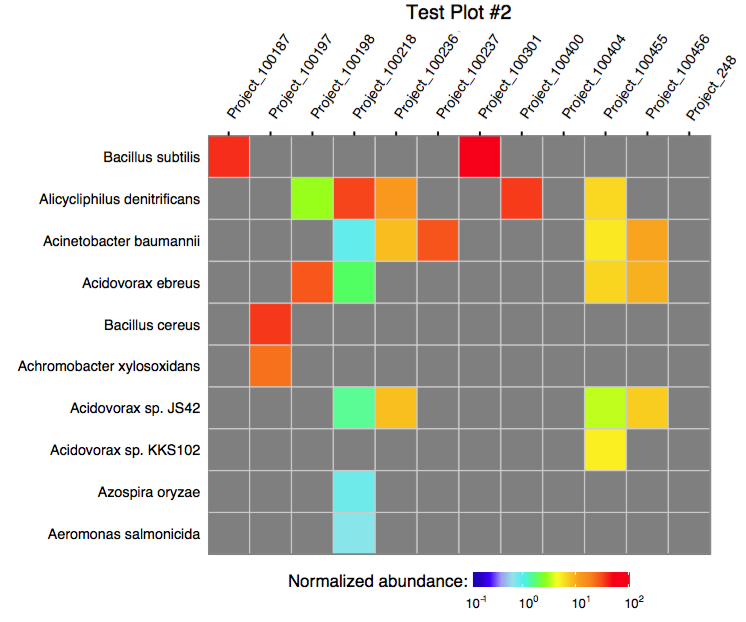 Test Plot #2
Project_100187
Project_100197
Project_100198
Project_100218
Project_100236
Project_100237
Project_100301
Project_100400
Project_100404
Project_100455
Project_100456
Project_248
Bacillus subtilis
Alicycliphilus denitrificans
Acinetobacter baumannii
Acidovorax ebreus
Bacillus cereus
Achromobacter xylosoxidans
Acidovorax sp. JS42
Acidovorax sp. KKS102
Azospira oryzae
Aeromonas salmonicida
Normalized abundance:
10⁻¹ 10⁰ 10¹ 10²